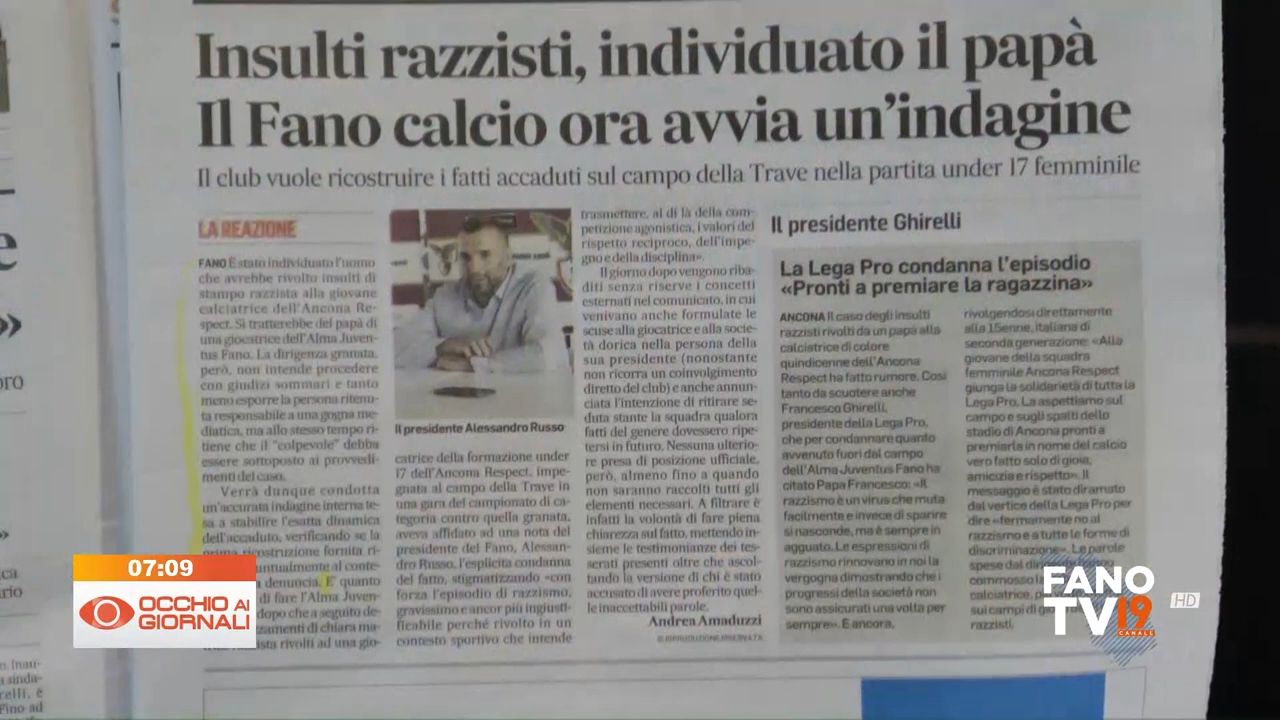 Insulti razzisti, individuato il papà
Il Fano calcio ora avvia un'indagine
Il club vuole ricostruire i fatti accaduti sul campo della Trave nella partita under 17 femminile
LA REAZIONE
FANO È stato individuato l'uomo
che avrebbe rivolto insulti di
stampo razzista alla giovane
calciatrice dell'Ancona Re-
spect. Si tratterebbe del papà di
una giocatrice dell'Alma Juven-
tus Fano. La dirigenza granata,
però, non intende procedere
con giudizi sommari e tanto
meno esporre la persona ritenu-
ta responsabile a una gogna me-
diatica, ma allo stesso tempo ri-
tiene che il "colpevole" debba
essere sottoposto ai provvedi-
menti del caso.
Verrà dunque condotta
un'accurata indagine interna te-
sa a stabilire l'esatta dinamica
dell'accaduto, verificando se la
prima ricostruzione fornita ri-
untualmente al conte-
a denuncia. E' quanto
di fare l'Alma Juven-
dopo che a seguito de-
zzamenti di chiara ma-
ista rivolti ad una gio-
Il presidente Alessandro Russo
catrice della formazione under
17 dell'Ancona Respect, impe-
gnata al campo della Trave in
una gara del campionato di ca-
tegoria contro quella granata,
aveva affidato ad una nota del
presidente del Fano, Alessan-
dro Russo, l'esplicita condanna
del fatto, stigmatizzando «con
forza l'episodio di razzismo,
gravissimo e ancor più ingiusti-
ficabile perché rivolto in un
contesto sportivo che intende
trasmettere, al di là della com-
petizione agonistica, i valori del
rispetto reciproco, dell'impe-
gno e della disciplina».
Il giorno dopo vengono riba-
diti senza riserve i concetti
esternati nel comunicato, in cui
venivano anche formulate le
scuse alla giocatrice e alla socie-
tà dorica nella persona della
sua presidente (nonostante
non ricorra un coinvolgimento
diretto del club) e anche annun-
ciata l'intenzione di ritirare se-
duta stante la squadra qualora
fatti del genere dovessero ripe-
tersi in futuro. Nessuna ulterio-
re presa di posizione ufficiale,
però, almeno fino a quando
non saranno raccolti tutti gli
elementi necessari. A filtrare è
infatti la volontà di fare piena
chiarezza sul fatto, mettendo in-
sieme le testimonianze dei tes-
serati presenti oltre che ascol-
tando la versione di chi è stato
accusato di avere proferito quel-
le inaccettabili parole.
Andrea Amaduzzi
© RIPRODUZIONE RISERVATA
Il presidente Ghirelli
La Lega Pro condanna l'episodio
«Pronti a premiare la ragazzina»
ANCONA Il caso degli insulti
razzisti rivolti da un papà alla
calciatrice di colore
quindicenne dell'Ancona
Respect ha fatto rumore. Così
tanto da scuotere anche
Francesco Ghirelli,
presidente della Lega Pro,
che per condannare quanto
avvenuto fuori dal campo
dell'Alma Juventus Fano ha
citato Papa Francesco: «Il
razzismo è un virus che muta
facilmente e invece di sparire
si nasconde, ma è sempre in
agguato. Le espressioni di
razzismo rinnovano in noi la
vergogna dimostrando che i
progressi della società non
sono assicurati una volta per
sempre». E ancora,
rivolgendosi direttamente
alla 15enne, italiana di
seconda generazione: «Alla
giovane della squadra
femminile Ancona Respect
giunga la solidarietà di tutta la
Lega Pro. La aspettiamo sul
campo e sugli spalti dello
stadio di Ancona pronti a
premiarla in nome del calcio
vero fatto solo di gioia,
amicizia e rispetto». Il
messaggio è stato diramato
dal vertice della Lega Pro per
dire «fermamente no al
razzismo e a tutte le forme di
discriminazione». Le parole
spese dal
commosso
calciatrice,
sui campi di
razzisti.
07:09
OCCHIO AI
GIORNALI
FANO
TV19
CANALE
HD